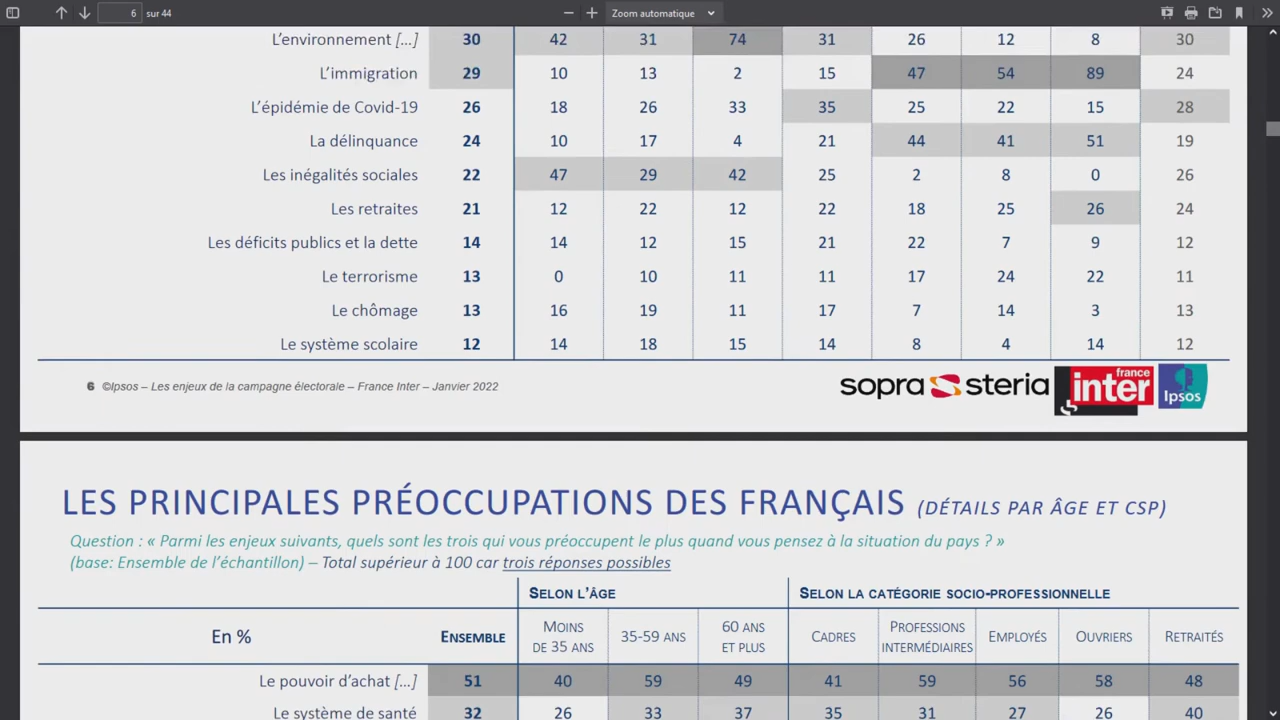 6 sur 44 Zoom automatique
L'environnement [...] 30 42 31 74 31 26 12 8 30
L'immigration 29 10 13 2 15 47 54 89 24
L'épidémie de Covid-19 26 18 26 33 35 25 22 15 28
La délinquance 24 10 17 4 21 44 41 51 19
Les inégalités sociales 22 47 29 42 25 2 8 0 26
Les retraites 21 12 22 12 22 18 25 26 24
Les déficits publics et la dette 14 14 12 15 21 22 7 9 12
Le terrorisme 13 0 10 11 11 17 24 22 11
Le chômage 13 16 19 11 17 7 14 3 13
Le système scolaire 12 14 18 15 14 8 4 14 12
6 ©Ipsos – Les enjeux de la campagne électorale – France Inter – Janvier 2022
sopra steria france inter Ipsos
LES PRINCIPALES PRÉOCCUPATIONS DES FRANÇAIS (DÉTAILS PAR ÂGE ET CSP)
Question : « Parmi les enjeux suivants, quels sont les trois qui vous préoccupent le plus quand vous pensez à la situation du pays ? »
(base: Ensemble de l'échantillon) – Total supérieur à 100 car trois réponses possibles
SELON L'ÂGE SELON LA CATÉGORIE SOCIO-PROFESSIONNELLE
En % ENSEMBLE MOINS DE 35 ANS 35-59 ANS 60 ANS ET PLUS CADRES PROFESSIONS INTERMÉDIAIRES EMPLOYÉS OUVRIERS RETRAITÉS
Le pouvoir d'achat [...] 51 40 59 49 41 59 56 58 48
Le système de santé 32 26 33 37 35 31 27 26 40